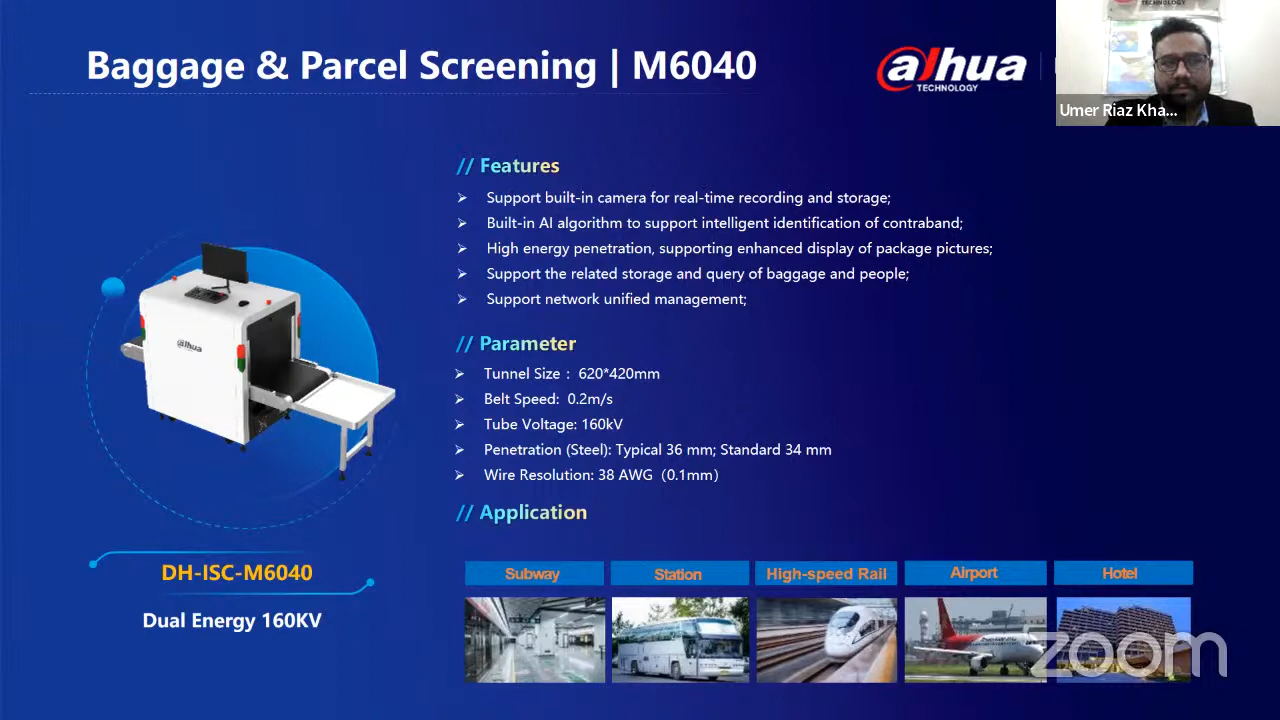 Baggage & Parcel Screening | M6040
alhua
TECHNOLOGY
TECHNOLOGY
Umer Riaz Kha...
// Features
➢ Support built-in camera for real-time recording and storage;
➢ Built-in AI algorithm to support intelligent identification of contraband;
➢ High energy penetration, supporting enhanced display of package pictures;
➢ Support the related storage and query of baggage and people;
➢ Support network unified management;
alhua
// Parameter
➢ Tunnel Size： 620*420mm
➢ Belt Speed: 0.2m/s
➢ Tube Voltage: 160kV
➢ Penetration (Steel): Typical 36 mm; Standard 34 mm
➢ Wire Resolution: 38 AWG（0.1mm）
// Application
DH-ISC-M6040
Dual Energy 160KV
Subway
Station
High-speed Rail
Airport
Hotel
zoom